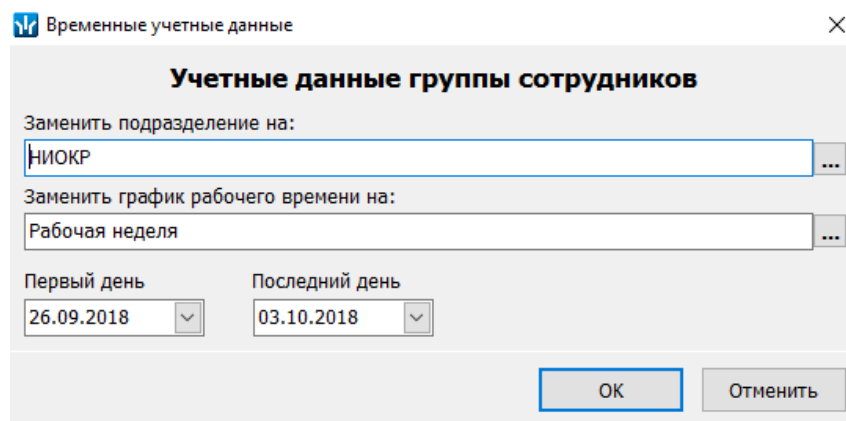 Временные учетные данные
Учетные данные группы сотрудников
Заменить подразделение на:
НИОКР
...
Заменить график рабочего времени на:
Рабочая неделя
...
Первый день Последний день
26.09.2018 03.10.2018
ОК Отменить